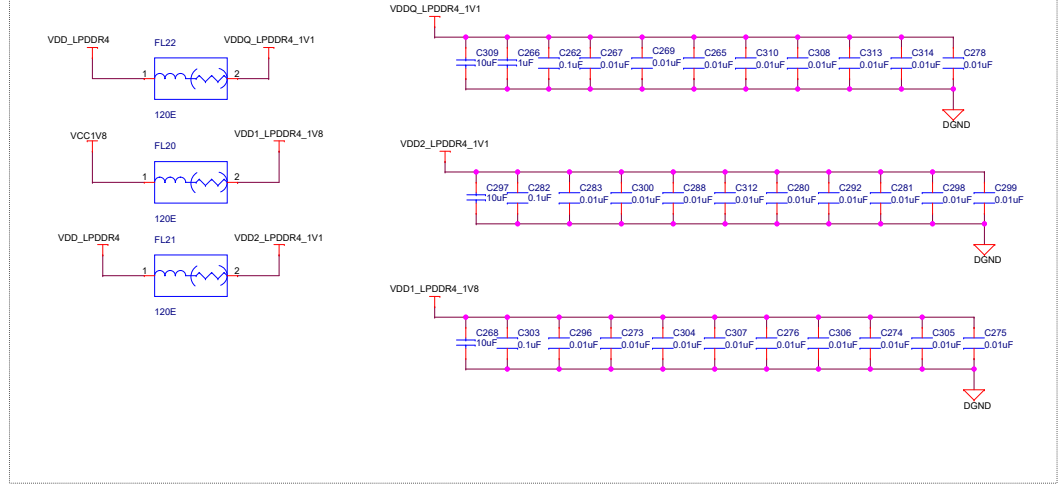 VDD_LPDDR4
FL22
VDDQ_LPDDR4_1V1
1
2
120E
VCC1V8
FL20
VDD1_LPDDR4_1V8
1
2
120E
VDD_LPDDR4
FL21
VDD2_LPDDR4_1V1
1
2
120E
VDDQ_LPDDR4_1V1
C309 C266 C262 C267 C269 C265 C310 C308 C313 C314 C278
10uF 1uF 0.1uF 0.01uF 0.01uF 0.01uF 0.01uF 0.01uF 0.01uF 0.01uF 0.01uF
DGND
VDD2_LPDDR4_1V1
C297 C282 C283 C300 C288 C312 C280 C292 C281 C298 C299
10uF 0.1uF 0.01uF 0.01uF 0.01uF 0.01uF 0.01uF 0.01uF 0.01uF 0.01uF 0.01uF
DGND
VDD1_LPDDR4_1V8
C268 C303 C296 C273 C304 C307 C276 C306 C274 C305 C275
10uF 0.1uF 0.01uF 0.01uF 0.01uF 0.01uF 0.01uF 0.01uF 0.01uF 0.01uF 0.01uF
DGND